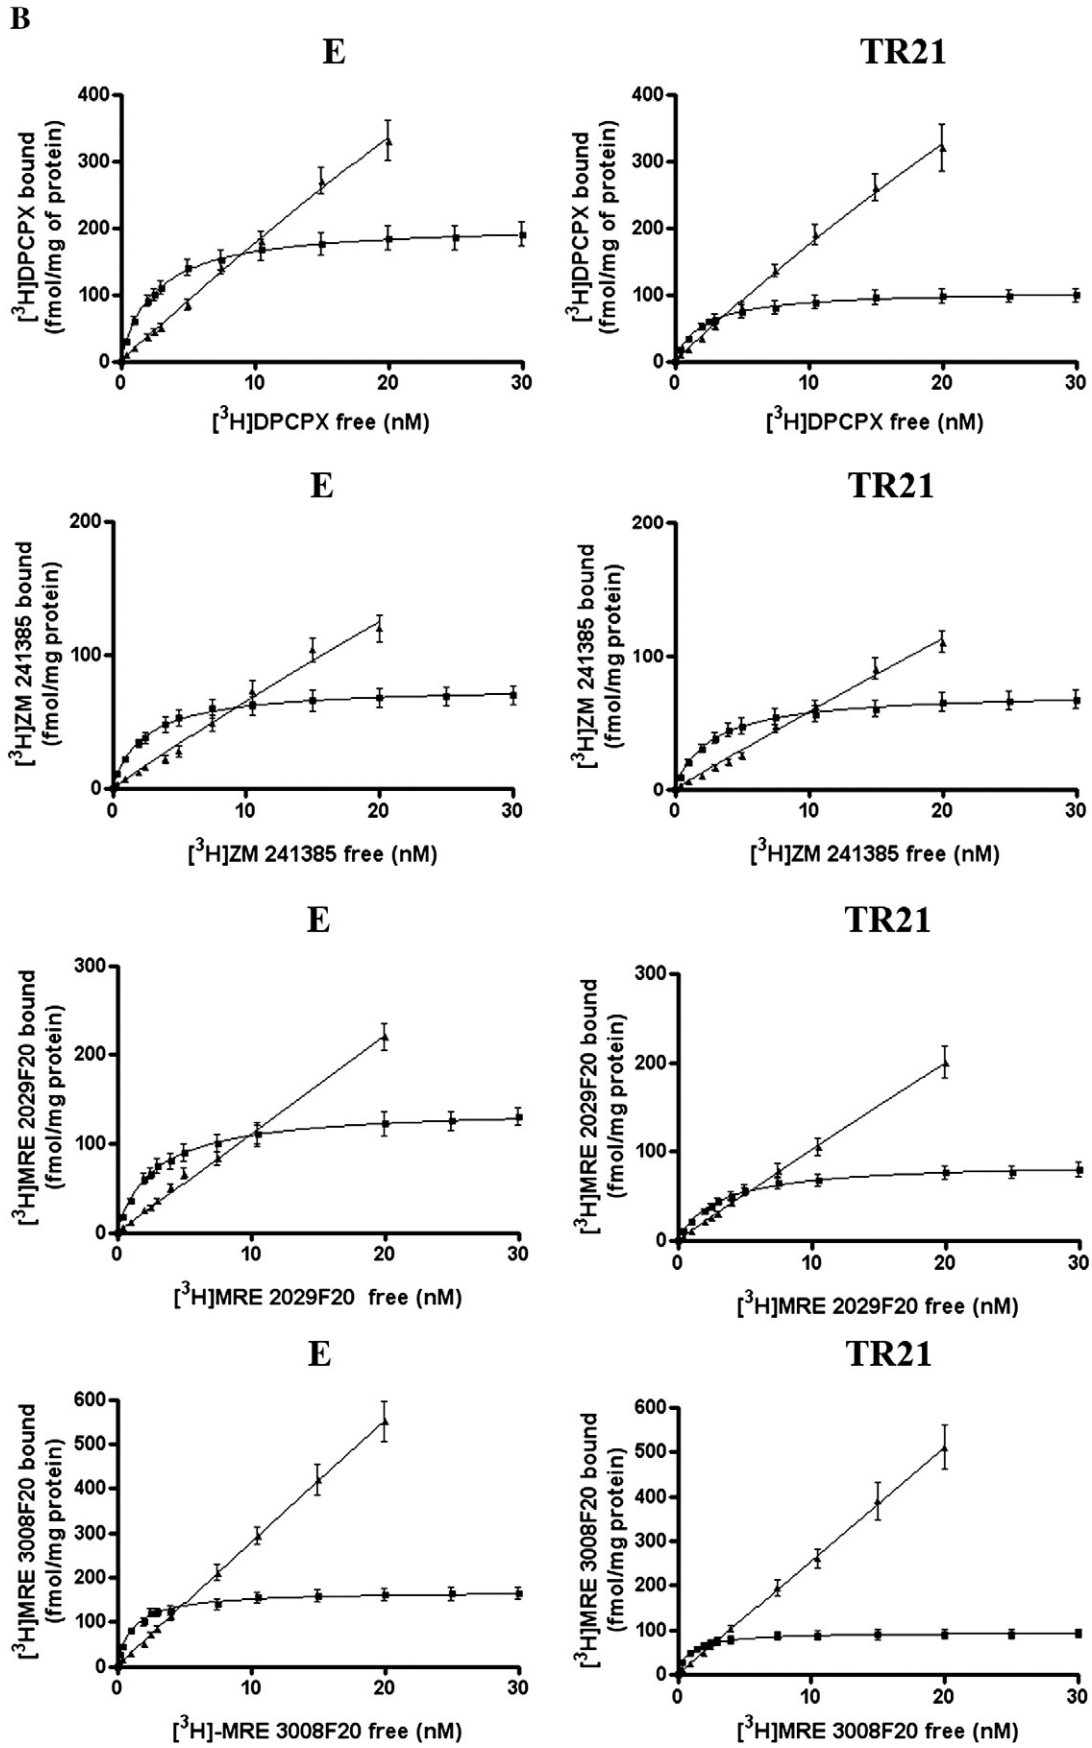 B
E
TR21
[³H]DPCPX bound
(fmol/mg of protein)
400
300
200
100
0
0 10 20 30
[³H]DPCPX free (nM)
[³H]DPCPX bound
(fmol/mg of protein)
400
300
200
100
0
0 10 20 30
[³H]DPCPX free (nM)
E
TR21
[³H]ZM 241385 bound
(fmol/mg protein)
200
100
0
0 10 20 30
[³H]ZM 241385 free (nM)
[³H]ZM 241385 bound
(fmol/mg protein)
200
100
0
0 10 20 30
[³H]ZM 241385 free (nM)
E
TR21
[³H]MRE 2029F20 bound
(fmol/mg protein)
300
200
100
0
0 10 20 30
[³H]MRE 2029F20 free (nM)
[³H]MRE 2029F20 bound
(fmol/mg protein)
300
200
100
0
0 10 20 30
[³H]MRE 2029F20 free (nM)
E
TR21
[³H]MRE 3008F20 bound
(fmol/mg protein)
600
500
400
300
200
100
0
0 10 20 30
[³H]-MRE 3008F20 free (nM)
[³H]MRE 3008F20 bound
(fmol/mg protein)
600
500
400
300
200
100
0
0 10 20 30
[³H]MRE 3008F20 free (nM)